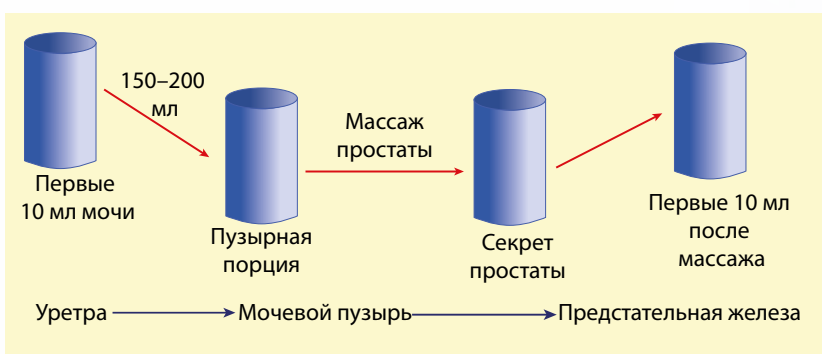 150–200
мл
Массаж
простаты
Первые
10 мл мочи
Пузырная
порция
Секрет
простаты
Первые 10 мл
после
массажа
Уретра
Мочевой пузырь
Предстательная железа